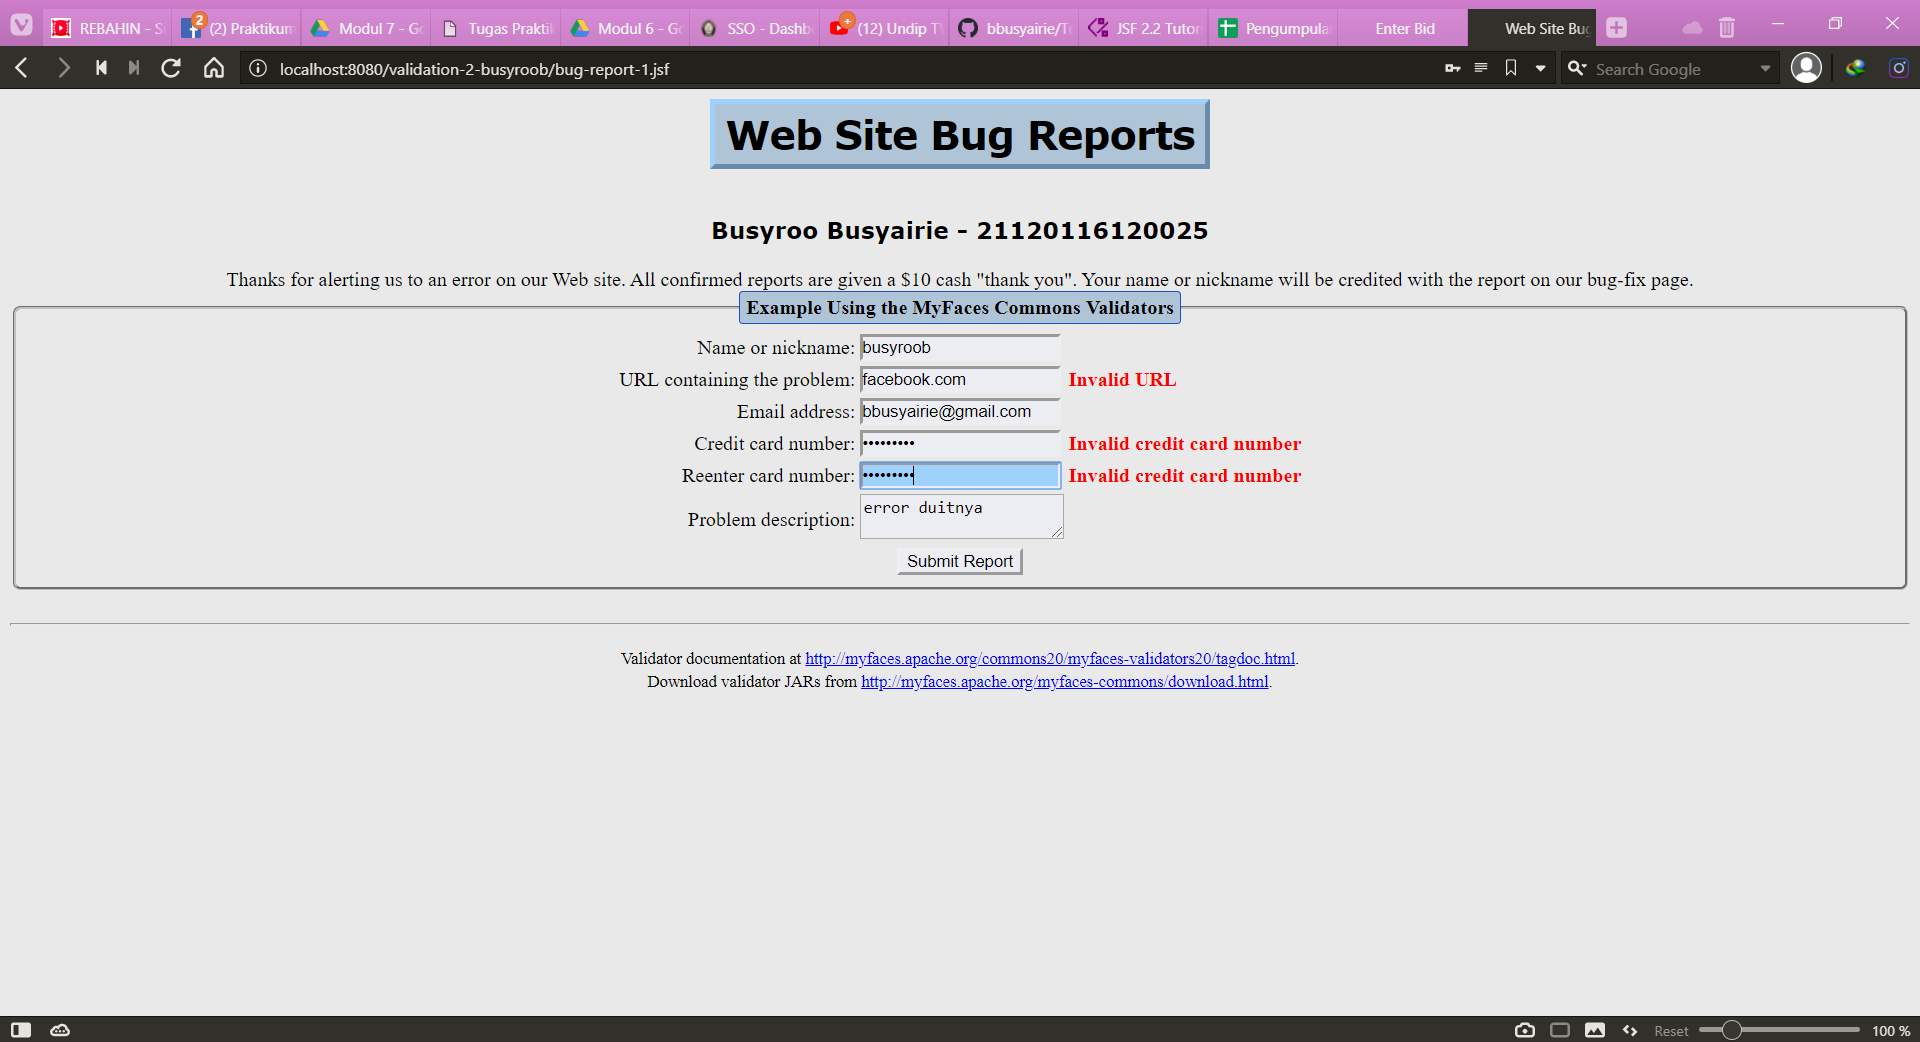 REBAHIN - S
2
(2) Praktikum
Modul 7 - Go
Tugas Praktik
Modul 6 - Go
SSO - Dashb
(12) Undip T
bbusyairie/T
JSF 2.2 Tutor
Pengumpula
Enter Bid
Web Site Bug
localhost:8080/validation-2-busyroob/bug-report-1.jsf
Search Google
Web Site Bug Reports
Busyroo Busyairie - 21120116120025
Thanks for alerting us to an error on our Web site. All confirmed reports are given a $10 cash "thank you". Your name or nickname will be credited with the report on our bug-fix page.
Example Using the MyFaces Commons Validators
Name or nickname: busyroob
URL containing the problem: facebook.com Invalid URL
Email address: bbusyairie@gmail.com
Credit card number: ••••••••• Invalid credit card number
Reenter card number: ••••••••• Invalid credit card number
Problem description: error duitnya
Submit Report
Validator documentation at http://myfaces.apache.org/commons20/myfaces-validators20/tagdoc.html.
Download validator JARs from http://myfaces.apache.org/myfaces-commons/download.html.
Reset 100 %